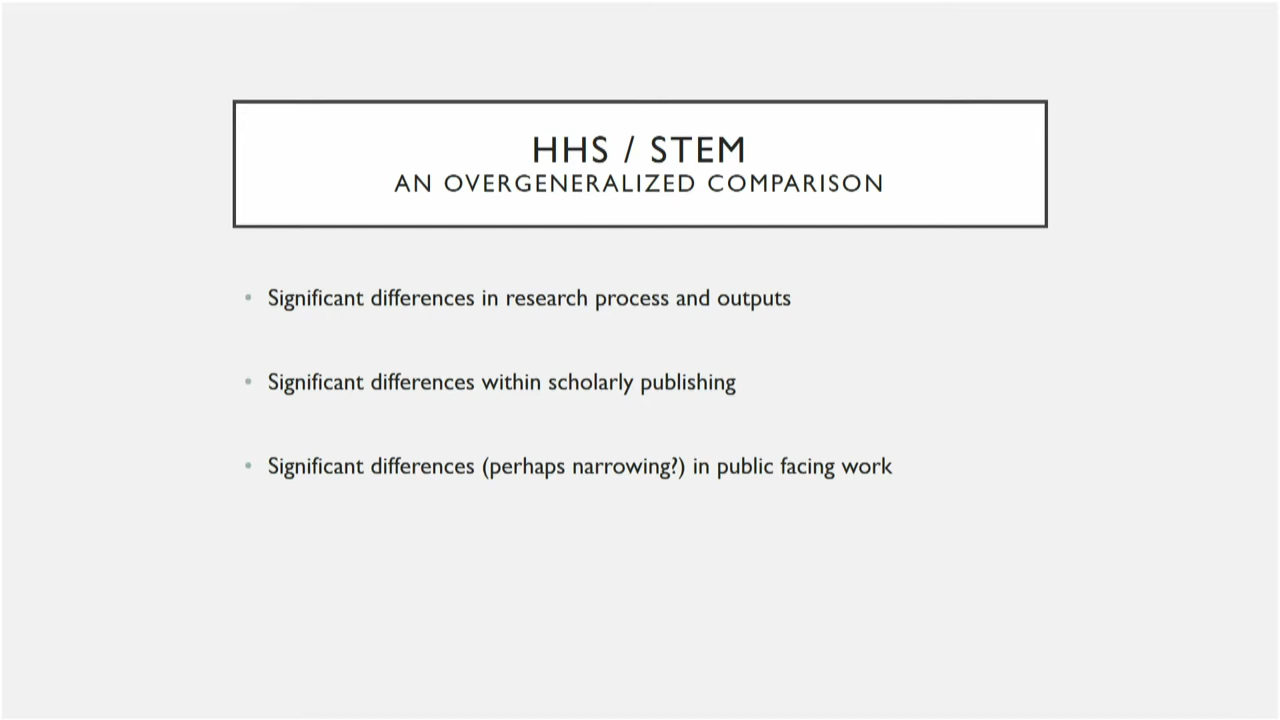 HHS / STEM
AN OVERGENERALIZED COMPARISON
• Significant differences in research process and outputs
• Significant differences within scholarly publishing
• Significant differences (perhaps narrowing?) in public facing work